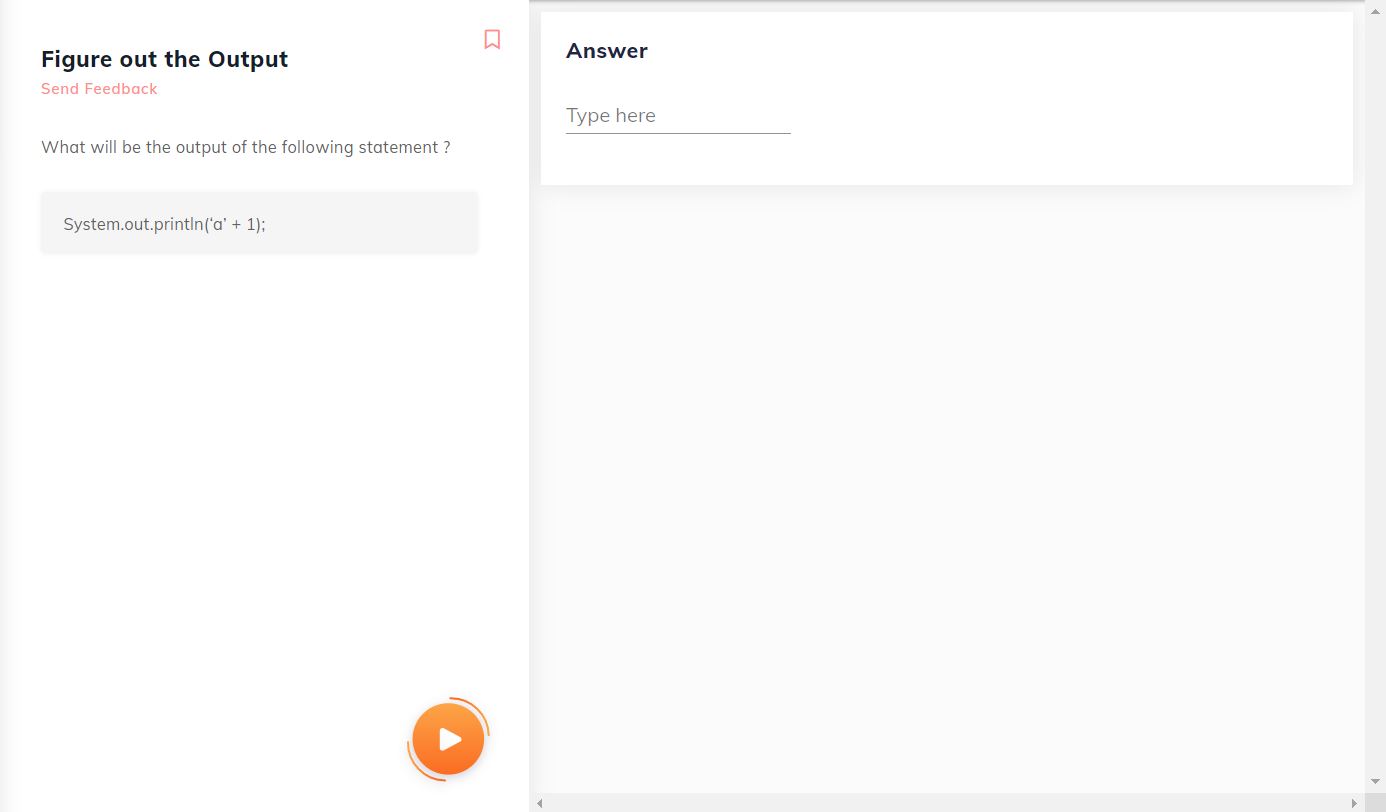 Figure out the Output
Send Feedback
What will be the output of the following statement ?
System.out.println(‘a’ + 1);
Answer
Type here